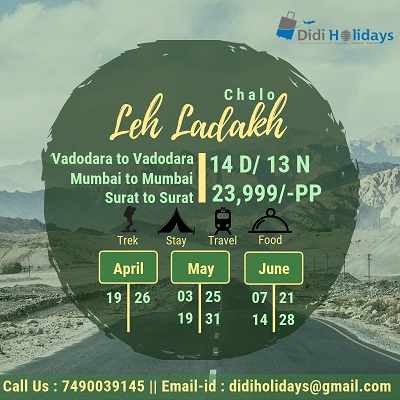 Didi Holidays
Chalo
Leh Ladakh
Vadodara to Vadodara
Mumbai to Mumbai
Surat to Surat
14 D/ 13 N
23,999/-PP
Trek
Stay
Travel
Food
April
19 26
May
03 25
19 31
June
07 21
14 28
Call Us : 7490039145 || Email-id : didiholidays@gmail.com